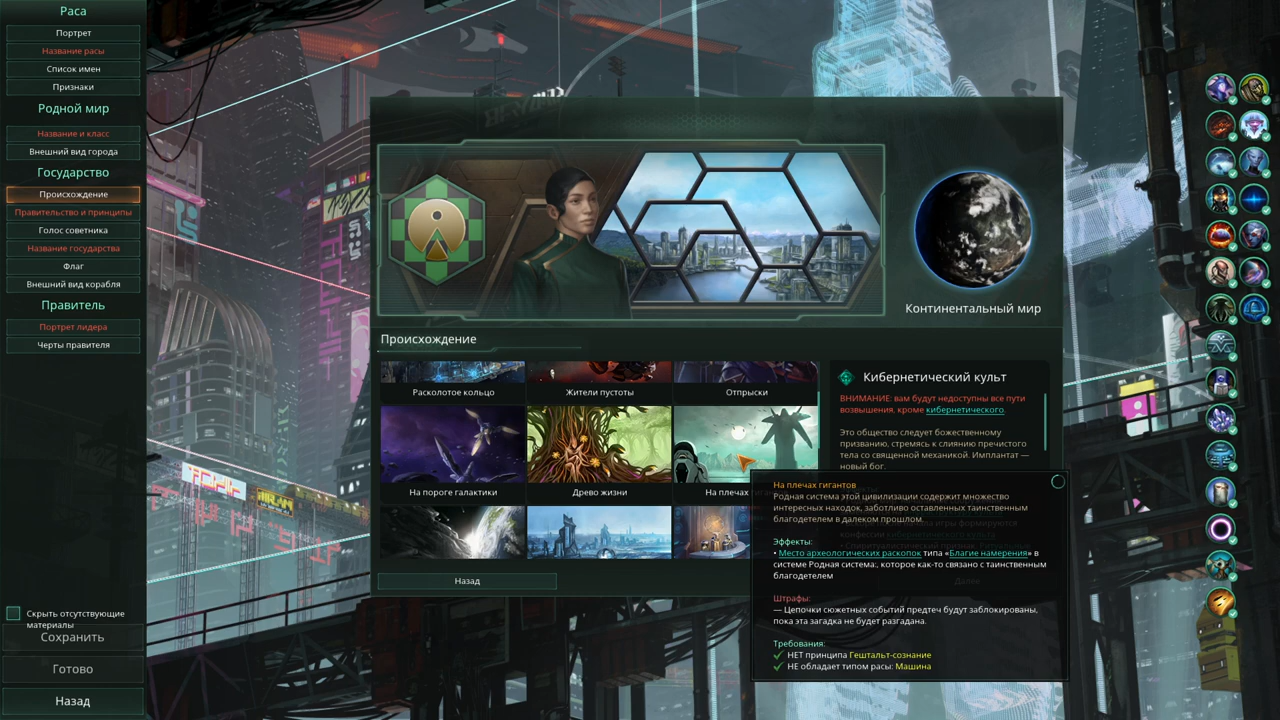 Раса
Портрет
Название расы
Список имен
Признаки
Родной мир
Название и класс
Внешний вид города
Государство
Происхождение
Правительство и принципы
Голос советника
Название государства
Флаг
Внешний вид корабля
Правитель
Портрет лидера
Черты правителя
Скрыть отсутствующие
материалы
Сохранить
Готово
Назад
Континентальный мир
Происхождение
Расколотое кольцо
Жители пустоты
Отпрыски
На пороге галактики
Древо жизни
На плечах гигантов
Назад
Кибернетический культ
ВНИМАНИЕ: вам будут недоступны все пути
возвышения, кроме кибернетического.
Это общество следует божественному
призванию, стремясь к слиянию пречистого
тела со священной механикой. Имплантат —
новый бог.
На плечах гигантов
Родная система этой цивилизации содержит множество
интересных находок, заботливо оставленных таинственным
благодетелем в далеком прошлом.
Эффекты:
• Место археологических раскопок типа «Благие намерения» в
системе Родная система:, которое как-то связано с таинственным
благодетелем
Штрафы:
— Цепочки сюжетных событий предтеч будут заблокированы,
пока эта загадка не будет разгадана.
Требования:
НЕТ принципа Гештальт-сознание
НЕ обладает типом расы: Машина
Далее